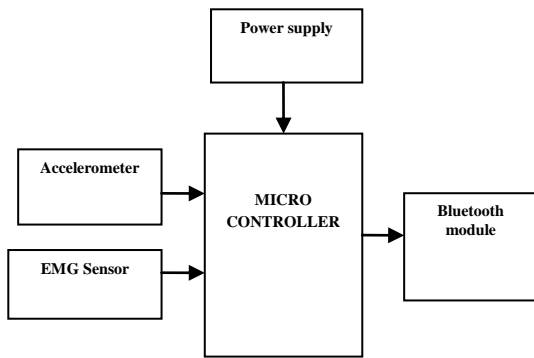 Power supply
Accelerometer
MICRO
CONTROLLER
Bluetooth
module
EMG Sensor